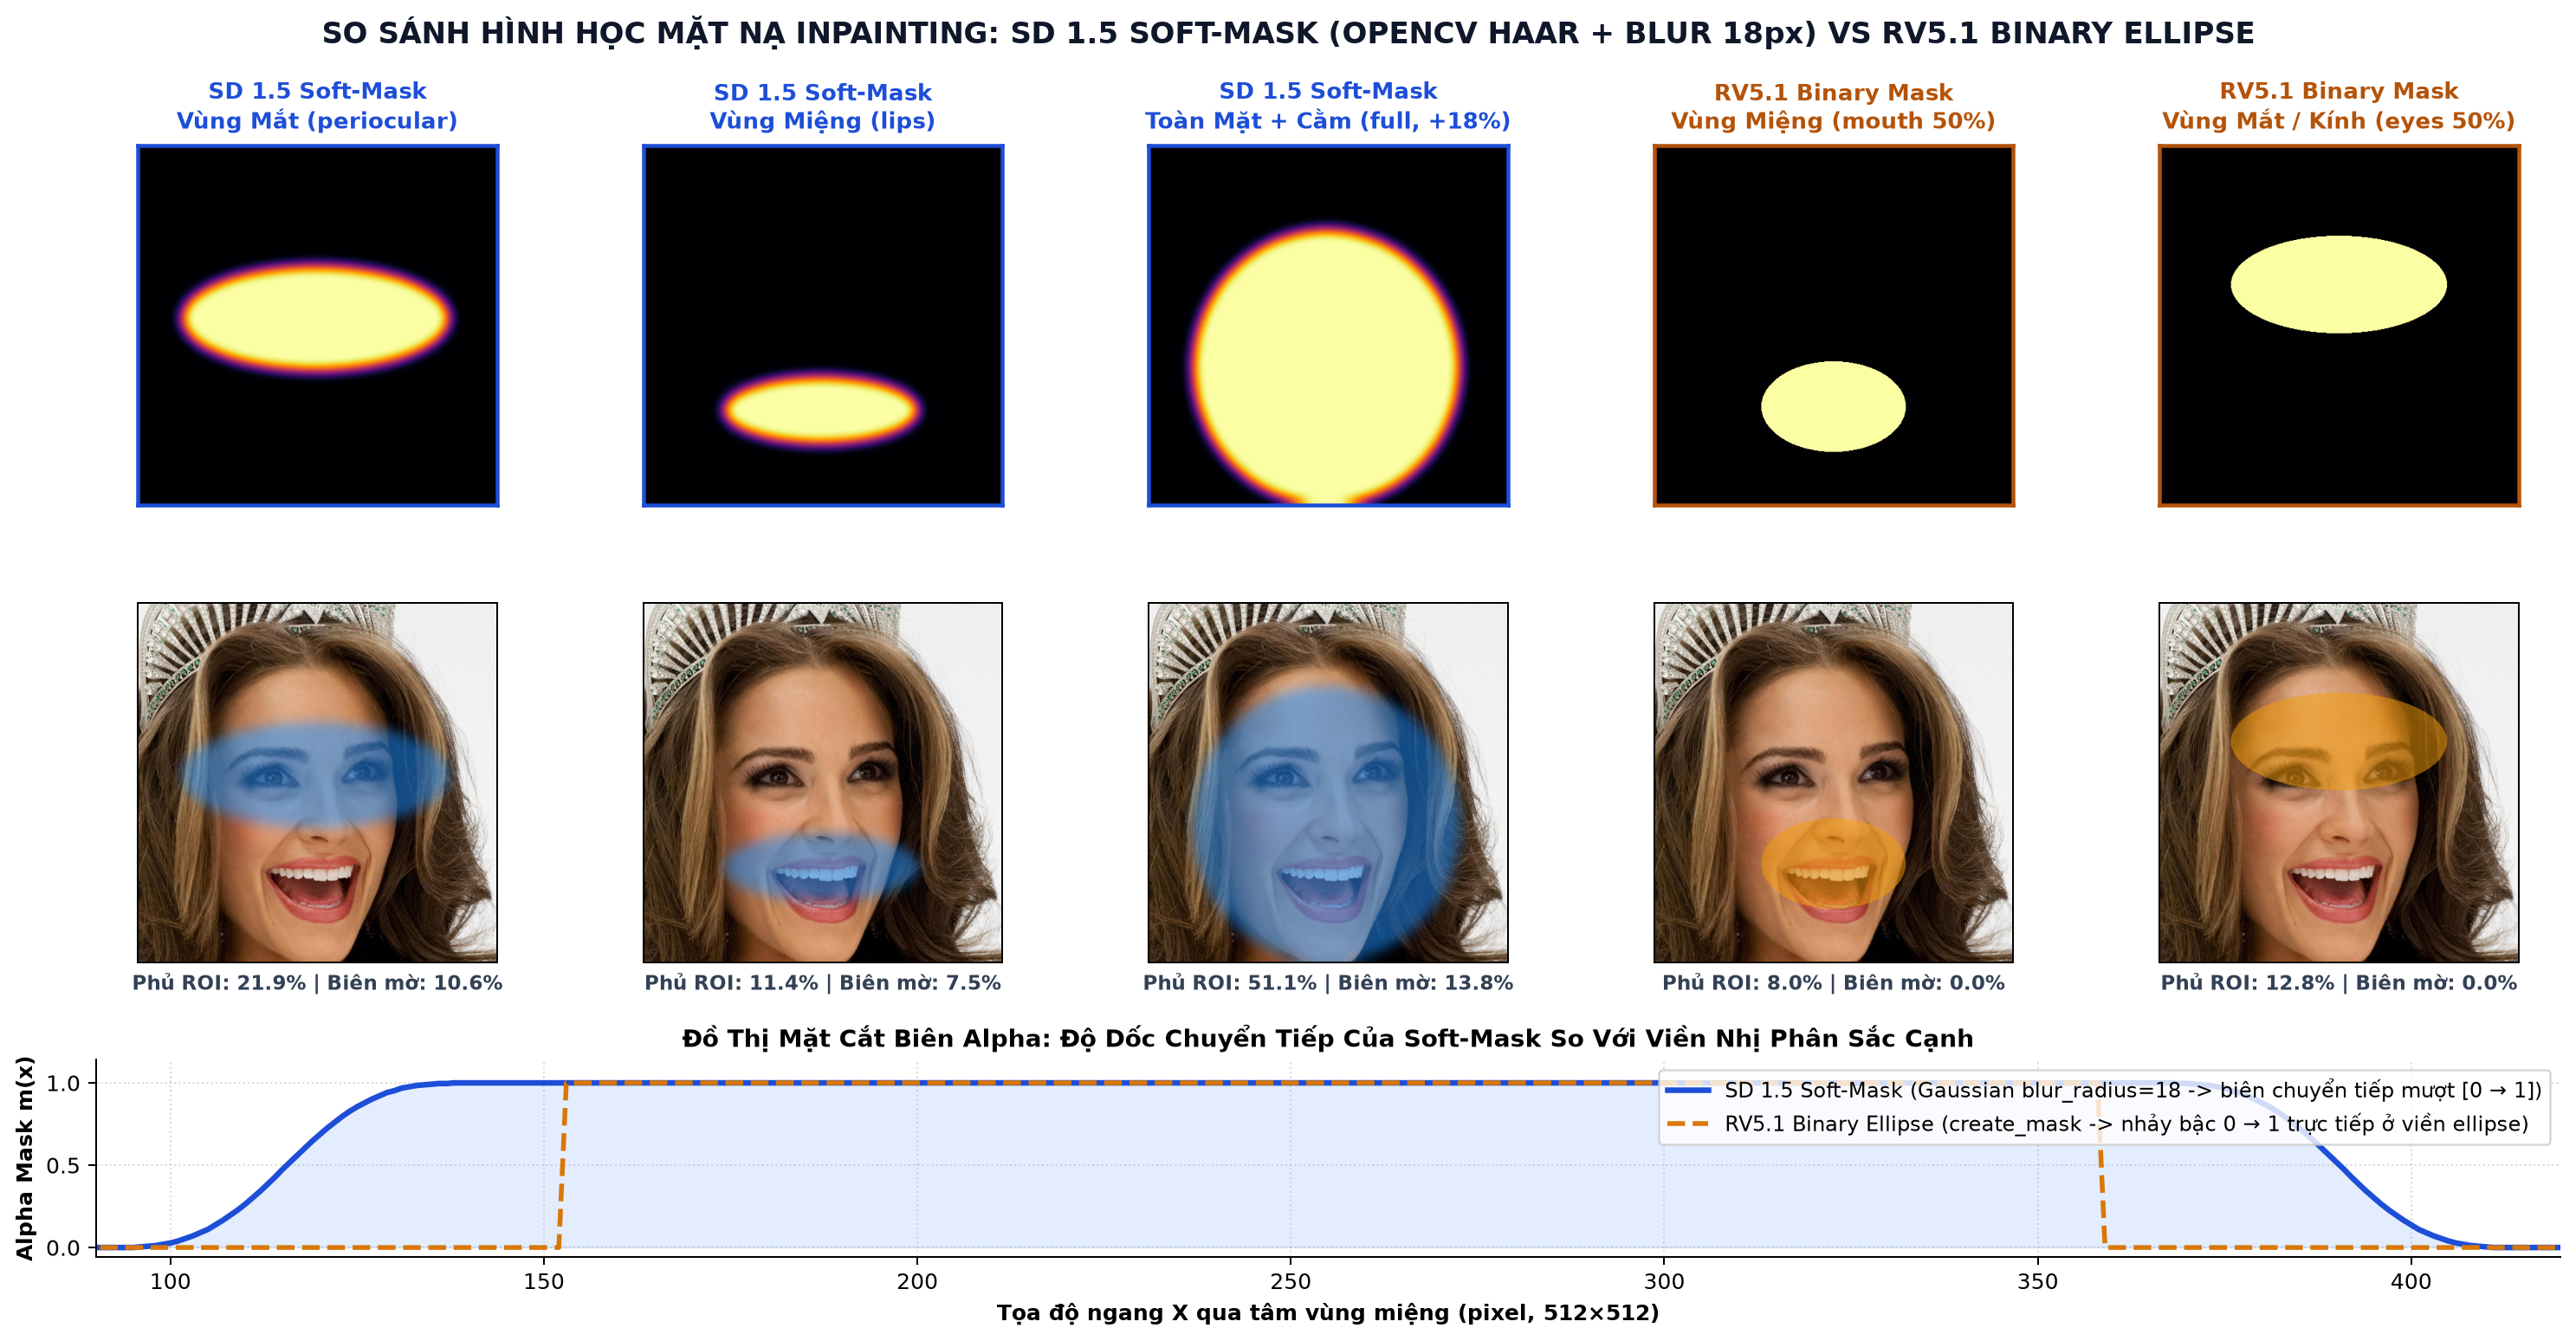 SO SÁNH HÌNH HỌC MẶT NẠ INPAINTING: SD 1.5 SOFT-MASK (OPENCV HAAR + BLUR 18px) VS RV5.1 BINARY ELLIPSE
SD 1.5 Soft-Mask
Vùng Mắt (periocular)
SD 1.5 Soft-Mask
Vùng Miệng (lips)
SD 1.5 Soft-Mask
Toàn Mặt + Cằm (full, +18%)
RV5.1 Binary Mask
Vùng Miệng (mouth 50%)
RV5.1 Binary Mask
Vùng Mắt / Kính (eyes 50%)
Phủ ROI: 21.9% | Biên mờ: 10.6%
Phủ ROI: 11.4% | Biên mờ: 7.5%
Phủ ROI: 51.1% | Biên mờ: 13.8%
Phủ ROI: 8.0% | Biên mờ: 0.0%
Phủ ROI: 12.8% | Biên mờ: 0.0%
Đồ Thị Mặt Cắt Biên Alpha: Độ Dốc Chuyển Tiếp Của Soft-Mask So Với Viền Nhị Phân Sắc Cạnh
Alpha Mask m(x)
1.0
0.5
0.0
SD 1.5 Soft-Mask (Gaussian blur_radius=18 -> biên chuyển tiếp mượt [0 → 1])
RV5.1 Binary Ellipse (create_mask -> nhảy bậc 0 → 1 trực tiếp ở viền ellipse)
100 150 200 250 300 350 400
Tọa độ ngang X qua tâm vùng miệng (pixel, 512×512)